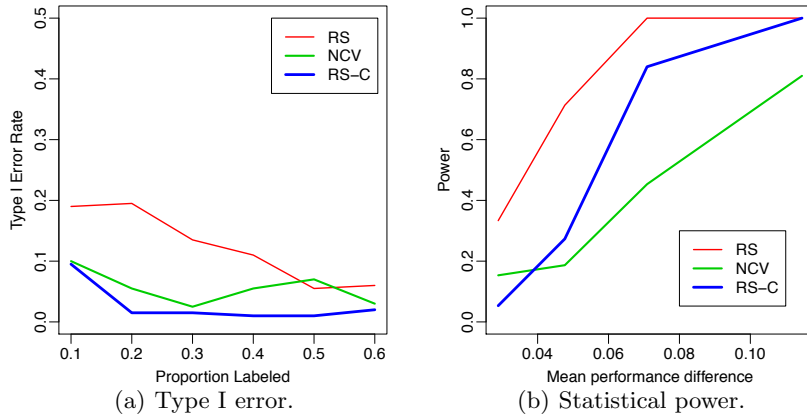 Type I Error Rate
0.0 0.1 0.2 0.3 0.4 0.5
RS
NCV
RS-C
0.1 0.2 0.3 0.4 0.5 0.6
Proportion Labeled
(a) Type I error.
Power
0.0 0.2 0.4 0.6 0.8 1.0
RS
NCV
RS-C
0.04 0.06 0.08 0.10
Mean performance difference
(b) Statistical power.